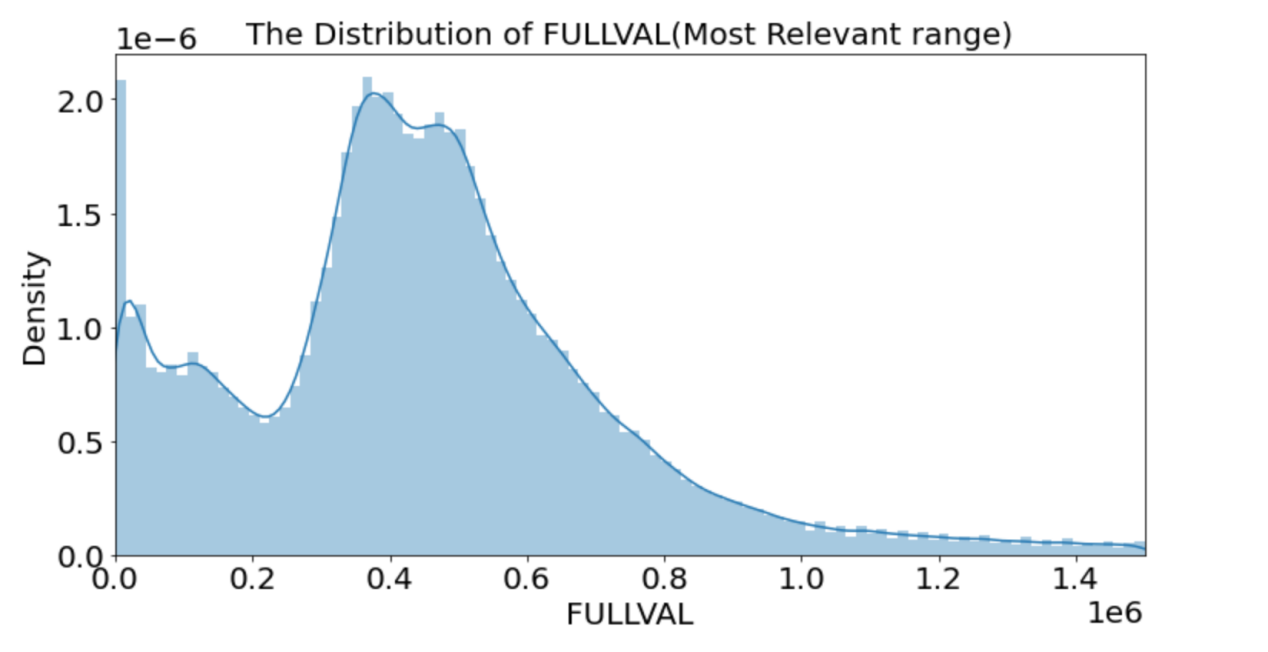 1e−6
The Distribution of FULLVAL(Most Relevant range)
2.0
1.5
1.0
0.5
0.0
Density
0.0 0.2 0.4 0.6 0.8 1.0 1.2 1.4
FULLVAL
1e6